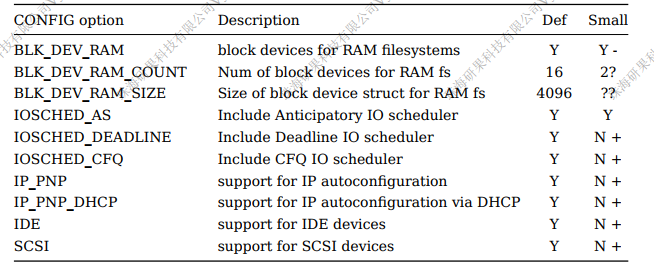 CONFIG option Description Def Small
BLK_DEV_RAM block devices for RAM filesystems Y Y -
BLK_DEV_RAM_COUNT Num of block devices for RAM fs 16 2?
BLK_DEV_RAM_SIZE Size of block device struct for RAM fs 4096 ??
IOSCHED_AS Include Anticipatory IO scheduler Y Y
IOSCHED_DEADLINE Include Deadline IO scheduler Y N +
IOSCHED_CFQ Include CFQ IO scheduler Y N +
IP_PNP support for IP autoconfiguration Y N +
IP_PNP_DHCP support for IP autoconfiguration via DHCP Y N +
IDE support for IDE devices Y N +
SCSI support for SCSI devices Y N +